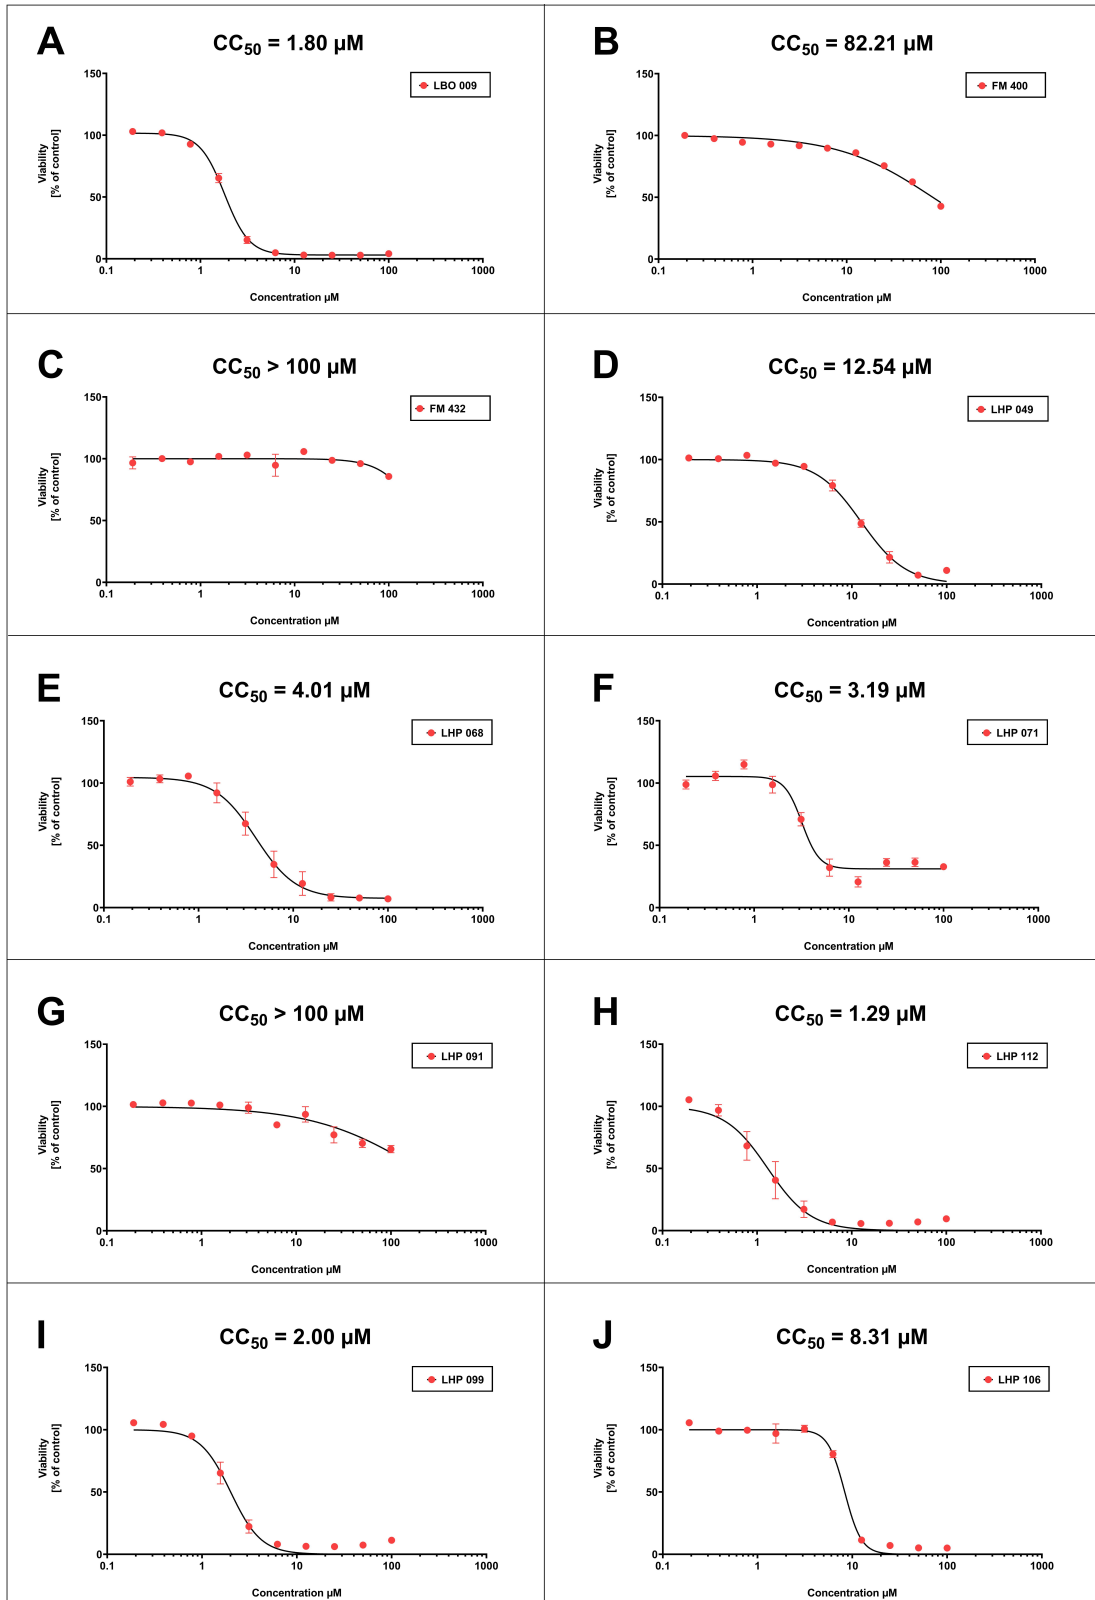 A
CC50 = 1.80 µM
LBO 009
150
100
50
0
Viability
[% of control]
0.1 1 10 100 1000
Concentration µM
B
CC50 = 82.21 µM
FM 400
150
100
50
0
Viability
[% of control]
0.1 1 10 100 1000
Concentration µM
C
CC50 > 100 µM
FM 432
150
100
50
0
Viability
[% of control]
0.1 1 10 100 1000
Concentration µM
D
CC50 = 12.54 µM
LHP 049
150
100
50
0
Viability
[% of control]
0.1 1 10 100 1000
Concentration µM
E
CC50 = 4.01 µM
LHP 068
150
100
50
0
Viability
[% of control]
0.1 1 10 100 1000
Concentration µM
F
CC50 = 3.19 µM
LHP 071
150
100
50
0
Viability
[% of control]
0.1 1 10 100 1000
Concentration µM
G
CC50 > 100 µM
LHP 091
150
100
50
0
Viability
[% of control]
0.1 1 10 100 1000
Concentration µM
H
CC50 = 1.29 µM
LHP 112
150
100
50
0
Viability
[% of control]
0.1 1 10 100 1000
Concentration µM
I
CC50 = 2.00 µM
LHP 099
150
100
50
0
Viability
[% of control]
0.1 1 10 100 1000
Concentration µM
J
CC50 = 8.31 µM
LHP 106
150
100
50
0
Viability
[% of control]
0.1 1 10 100 1000
Concentration µM